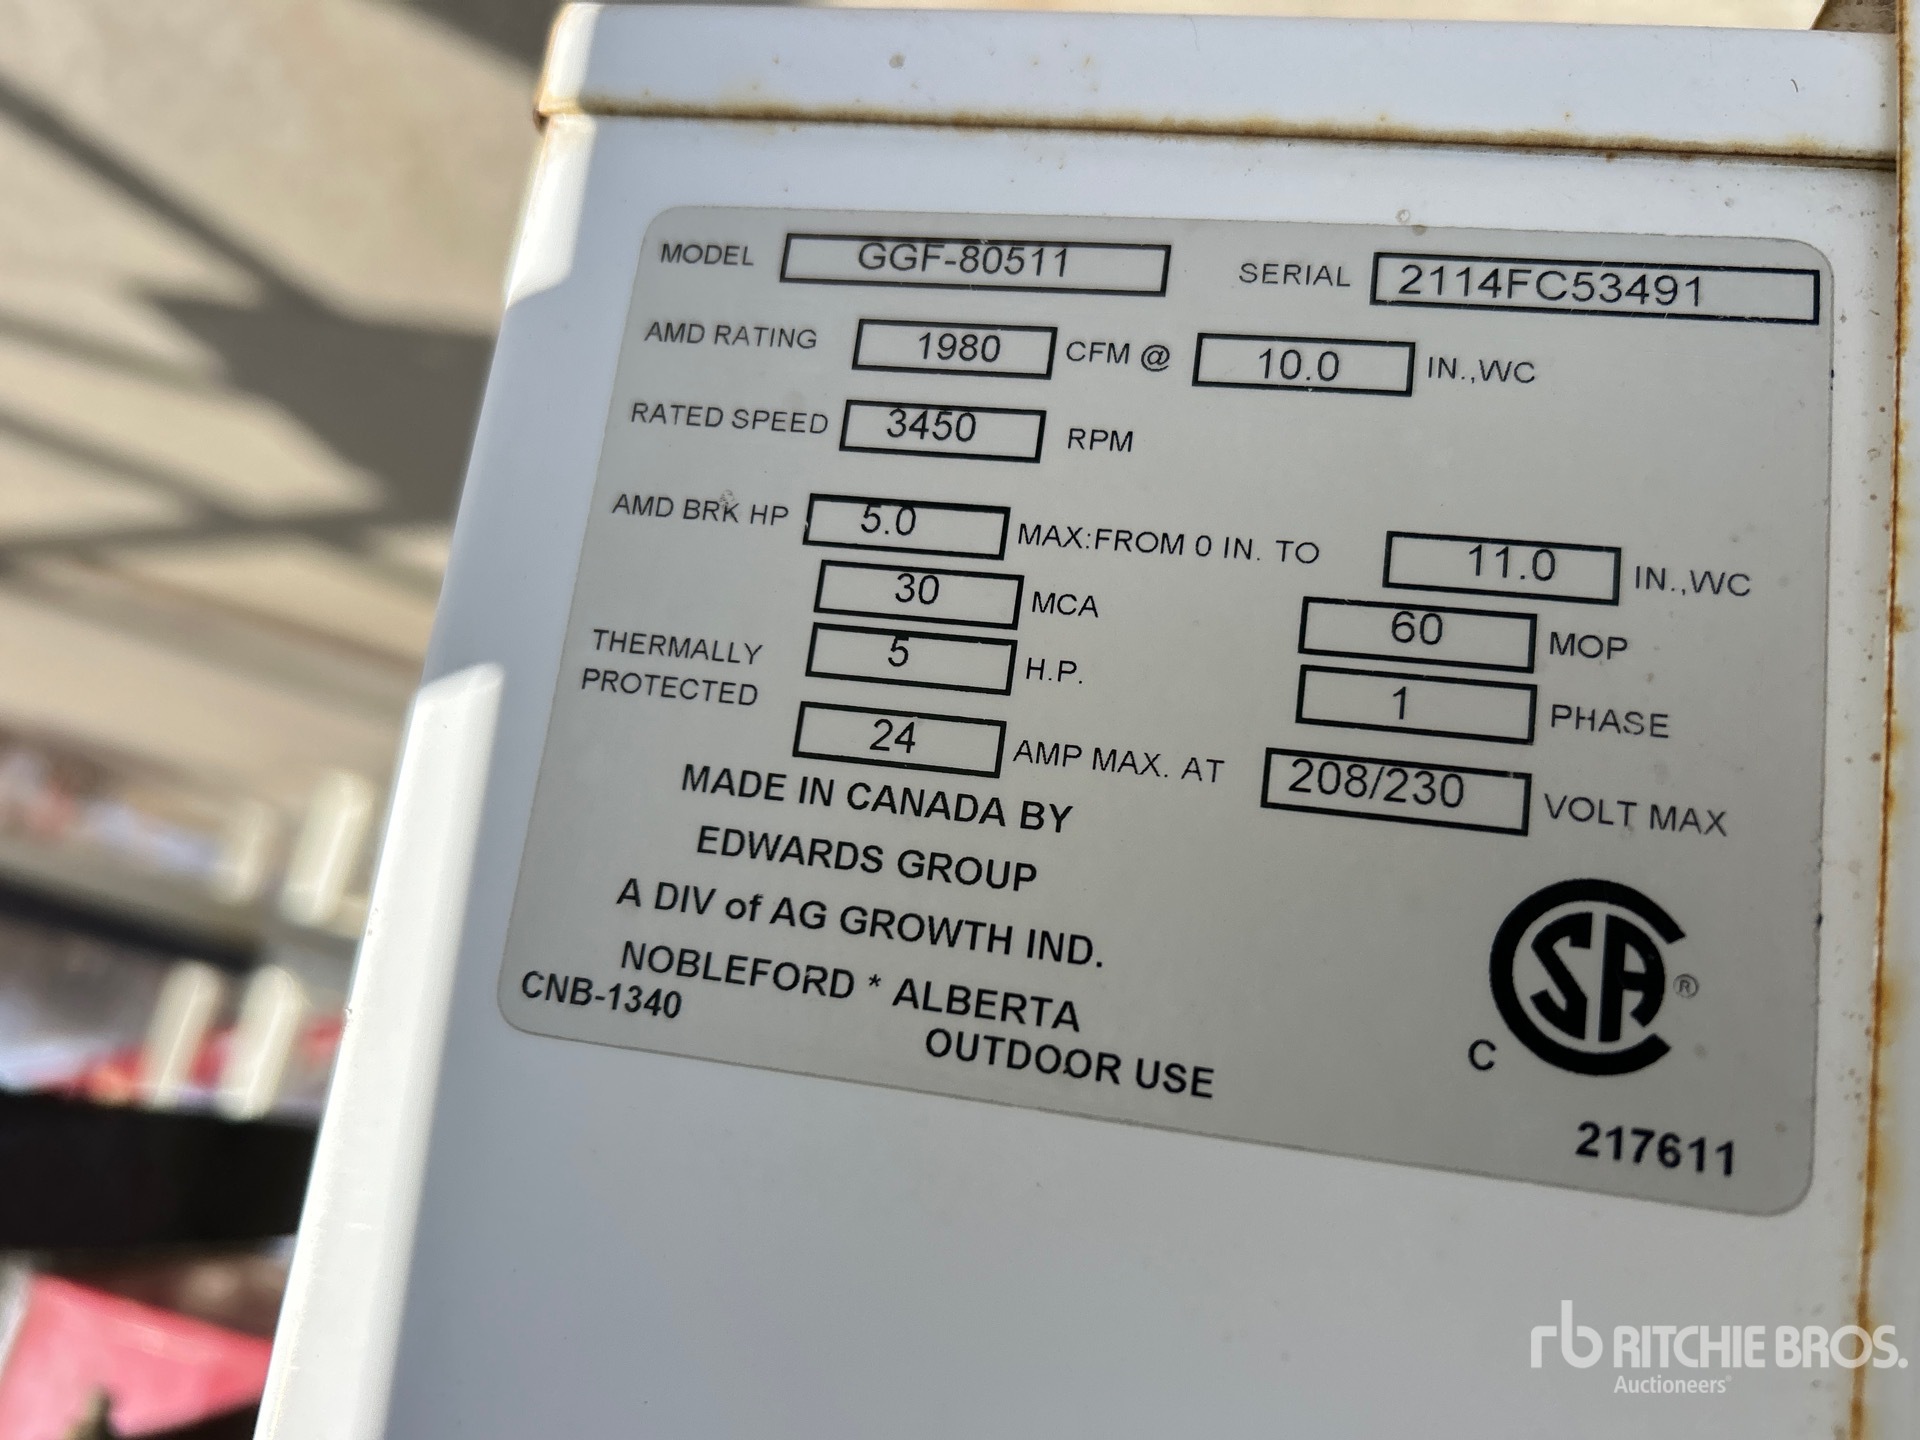 MODEL GGF-80511 SERIAL 2114FC53491
AMD RATING 1980 CFM @ 10.0 IN.,WC
RATED SPEED 3450 RPM
AMD BRK HP 5.0 MAX:FROM 0 IN. TO 11.0 IN.,WC
30 MCA 60 MOP
THERMALLY PROTECTED 5 H.P. 1 PHASE
24 AMP MAX. AT 208/230 VOLT MAX
MADE IN CANADA BY
EDWARDS GROUP
A DIV of AG GROWTH IND.
NOBLEFORD * ALBERTA
CNB-1340
OUTDOOR USE
C SA ®
217611
rb RITCHIE BROS.
Auctioneers